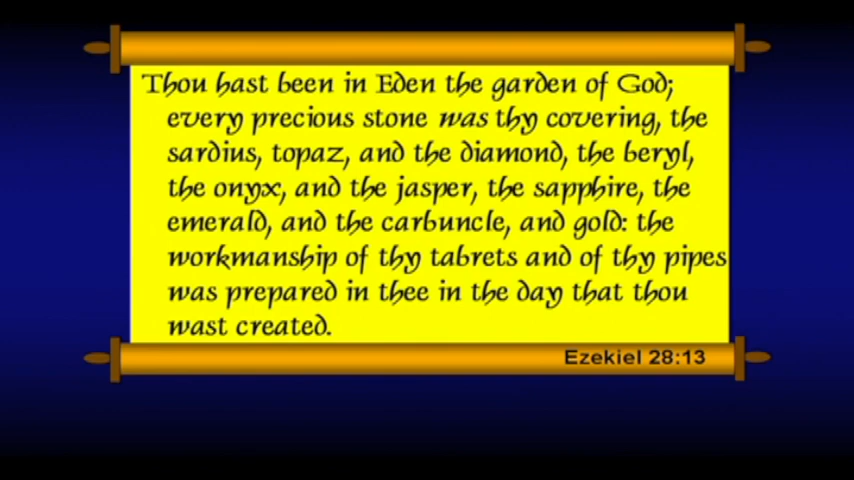 Thou hast been in Eden the garden of God;
every precious stone was thy covering, the
sardius, topaz, and the diamond, the beryl,
the onyx, and the jasper, the sapphire, the
emerald, and the carbuncle, and gold: the
workmanship of thy tabrets and of thy pipes
was prepared in thee in the day that thou
wast created.
Ezekiel 28:13